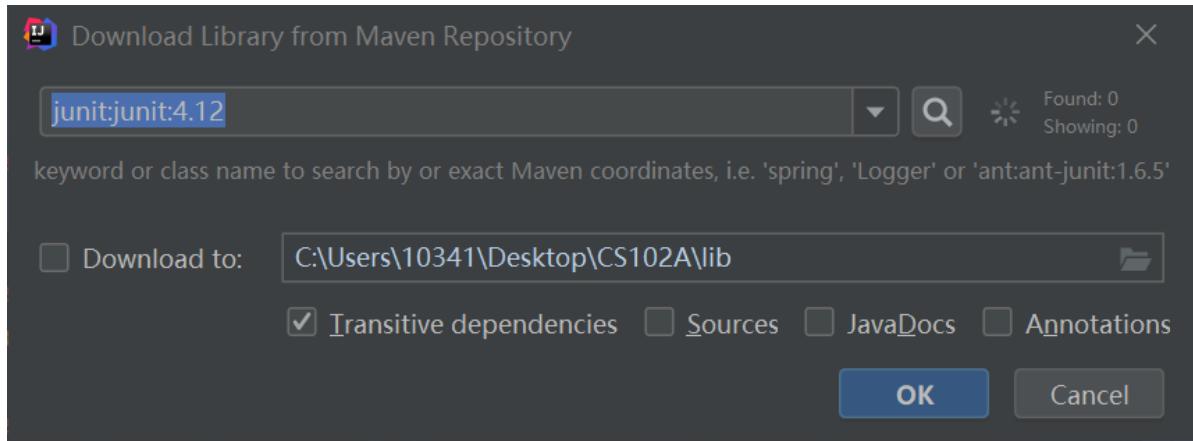 Download Library from Maven Repository
junit:junit:4.12
Found: 0
Showing: 0
keyword or class name to search by or exact Maven coordinates, i.e. 'spring', 'Logger' or 'ant:ant-junit:1.6.5'
Download to: C:\Users\10341\Desktop\CS102A\lib
Transitive dependencies Sources JavaDocs Annotations
OK Cancel